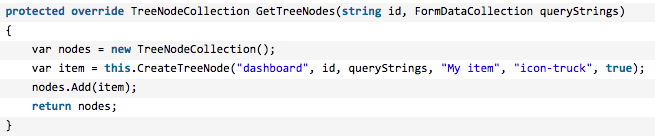 protected override TreeNodeCollection GetTreeNodes(string id, FormDataCollection queryStrings)
{
    var nodes = new TreeNodeCollection();
    var item = this.CreateTreeNode("dashboard", id, queryStrings, "My item", "icon-truck", true);
    nodes.Add(item);
    return nodes;
}